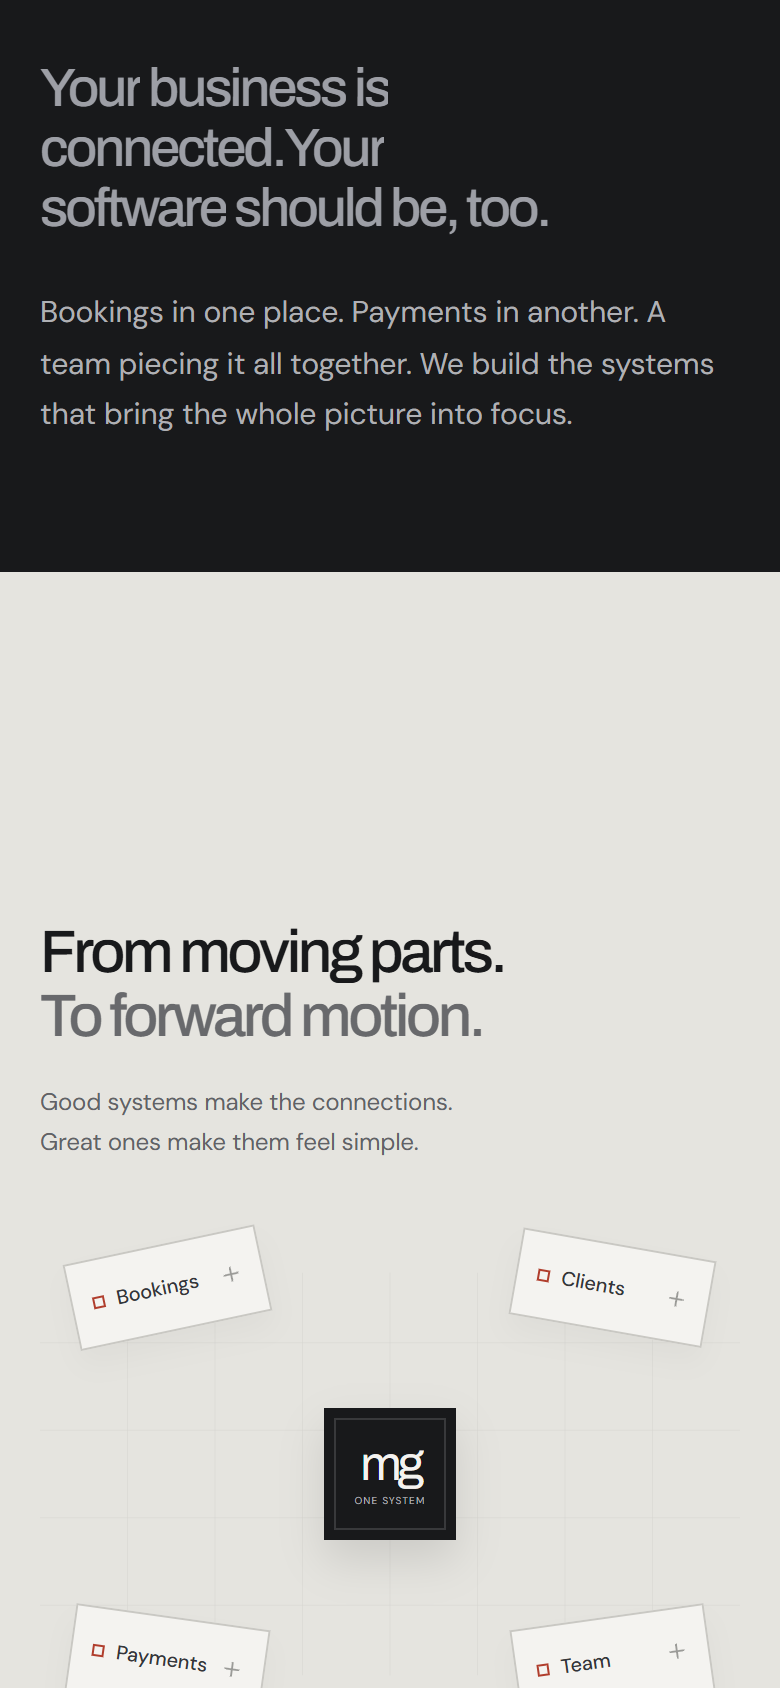 Your business is
connected.Your
software should be, too.
Bookings in one place. Payments in another. A
team piecing it all together. We build the systems
that bring the whole picture into focus.
From moving parts.
To forward motion.
Good systems make the connections.
Great ones make them feel simple.
Bookings +
Clients +
mg
ONE SYSTEM
Payments +
Team +